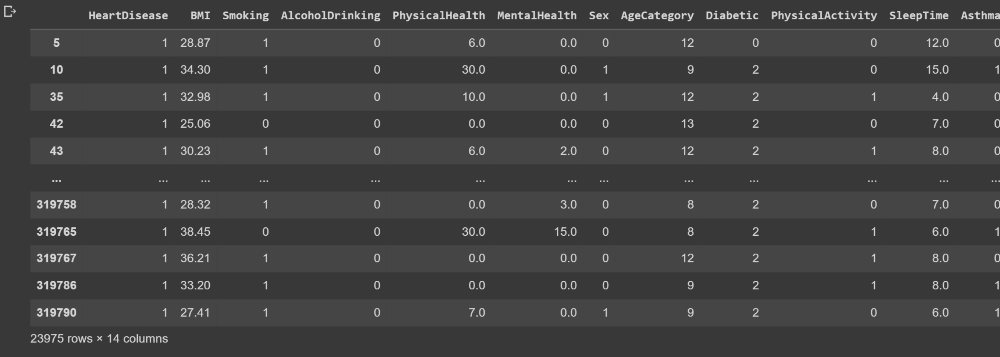 HeartDisease BMI Smoking AlcoholDrinking PhysicalHealth MentalHealth Sex AgeCategory Diabetic PhysicalActivity SleepTime Asthma
5 1 28.87 1 0 6.0 0.0 0 12 0 0 12.0 0
10 1 34.30 1 0 30.0 0.0 1 9 2 0 15.0 1
35 1 32.98 1 0 10.0 0.0 1 12 2 1 4.0 0
42 1 25.06 0 0 0.0 0.0 0 13 2 0 7.0 0
43 1 30.23 1 0 6.0 2.0 0 12 2 1 8.0 0
... ... ... ... ... ... ... ... ... ... ... ... ...
319758 1 28.32 1 0 0.0 3.0 0 8 2 0 7.0 0
319765 1 38.45 0 0 30.0 15.0 0 8 2 1 6.0 1
319767 1 36.21 1 0 0.0 0.0 0 12 2 1 8.0 0
319786 1 33.20 1 0 0.0 0.0 0 9 2 1 8.0 1
319790 1 27.41 1 0 7.0 0.0 1 9 2 0 6.0 1
23975 rows × 14 columns